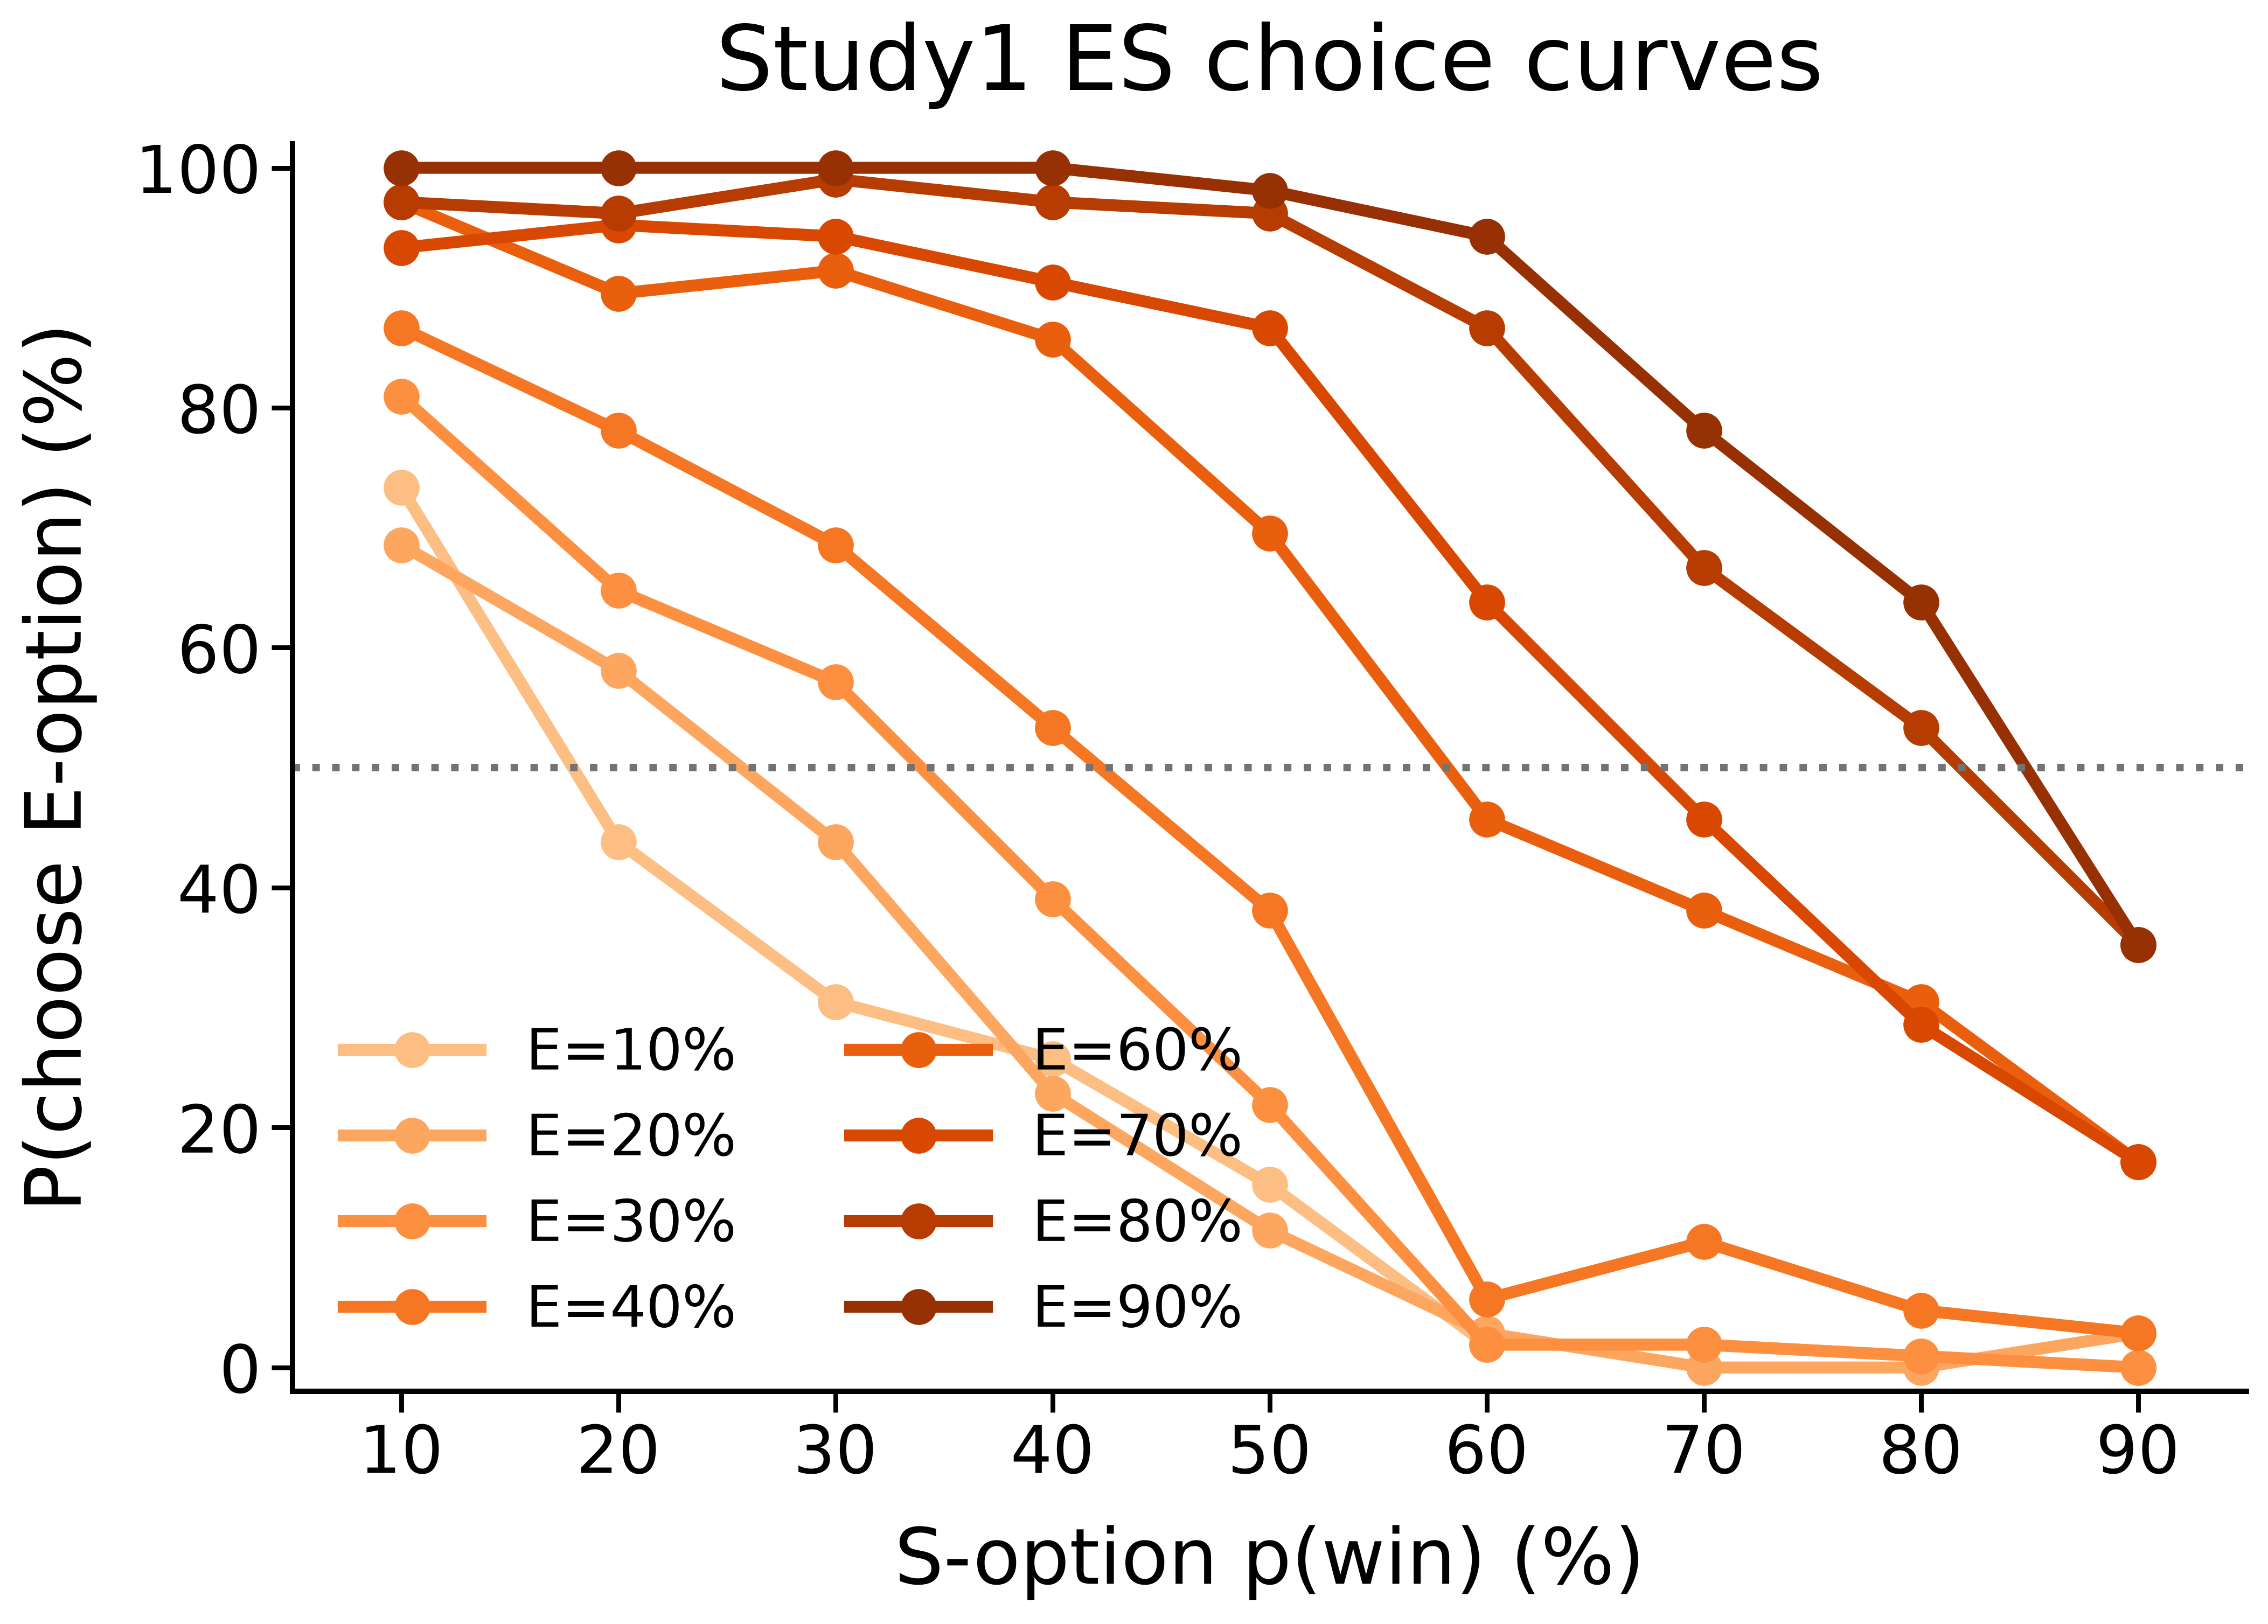 Study1 ES choice curves
P(choose E-option) (%)
100
80
60
40
20
0
E=10%
E=20%
E=30%
E=40%
E=60%
E=70%
E=80%
E=90%
10 20 30 40 50 60 70 80 90
S-option p(win) (%)